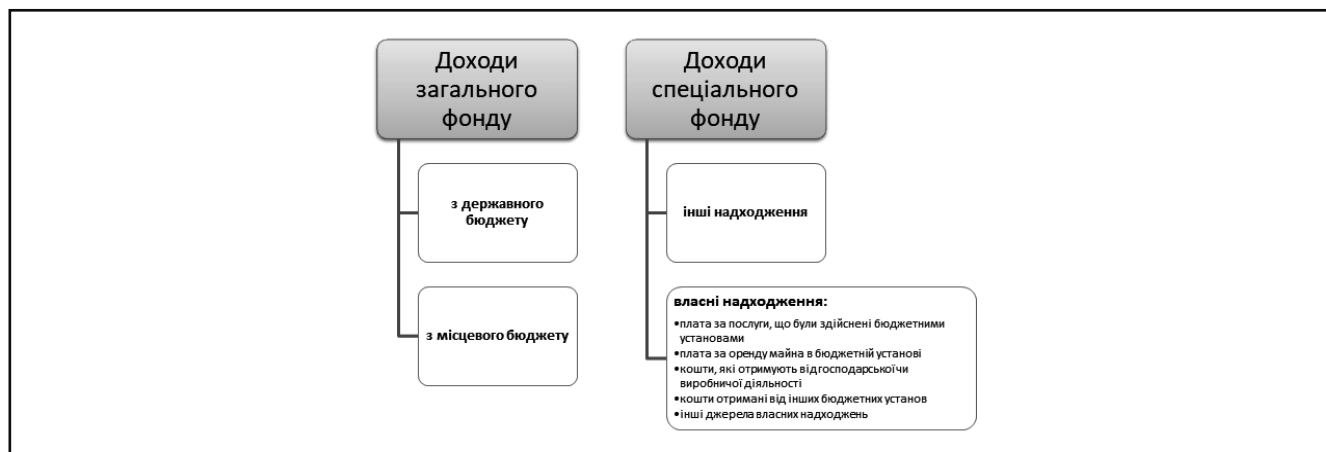 Доходи
загального
фонду
з державного
бюджету
з місцевого бюджету
Доходи
спеціального
фонду
інші надходження
власні надходження:
•плата за послуги, що були здійснені бюджетними
установами
•плата за оренду майна в бюджетній установі
•кошти, які отримують від господарської чи
виробничої діяльності
•кошти отримані від інших бюджетних установ
•інші джерела власних надходжень